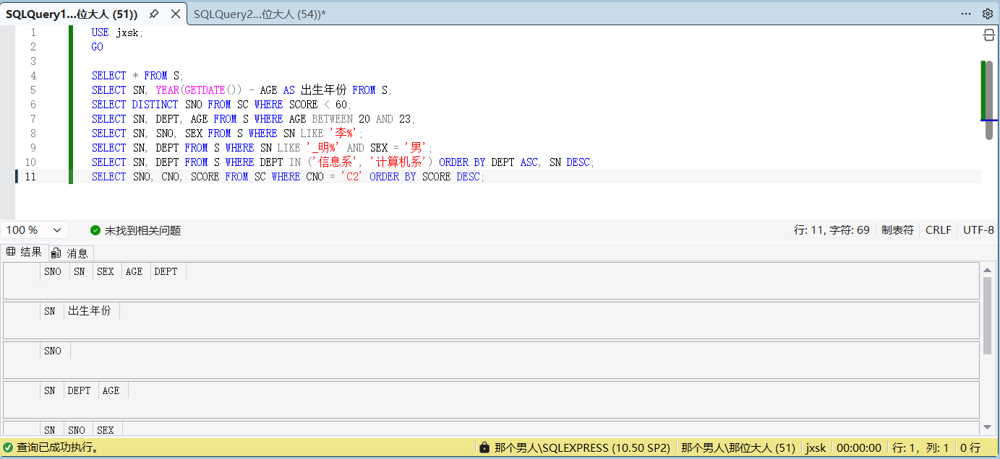 SQLQuery1...位大人 (51)) SQLQuery2...位大人 (54))*
1 USE jxsk;
2 GO
3
4 SELECT * FROM S;
5 SELECT SN, YEAR(GETDATE()) - AGE AS 出生年份 FROM S;
6 SELECT DISTINCT SNO FROM SC WHERE SCORE < 60;
7 SELECT SN, DEPT, AGE FROM S WHERE AGE BETWEEN 20 AND 23;
8 SELECT SN, SNO, SEX FROM S WHERE SN LIKE '李%';
9 SELECT SN, DEPT FROM S WHERE SN LIKE '_明%' AND SEX = '男';
10 SELECT SN, DEPT FROM S WHERE DEPT IN ('信息系', '计算机系') ORDER BY DEPT ASC, SN DESC;
11 SELECT SNO, CNO, SCORE FROM SC WHERE CNO = 'C2' ORDER BY SCORE DESC;
100 % 未找到相关问题 行: 11, 字符: 69 制表符 CRLF UTF-8
结果 消息
SNO SN SEX AGE DEPT
SN 出生年份
SNO
SN DEPT AGE
SN SNO SEX
查询已成功执行。 那个男人\SQLEXPRESS (10.50 SP2) 那个男人\那位大人 (51) jxsk 00:00:00 行: 1，列: 1 0 行